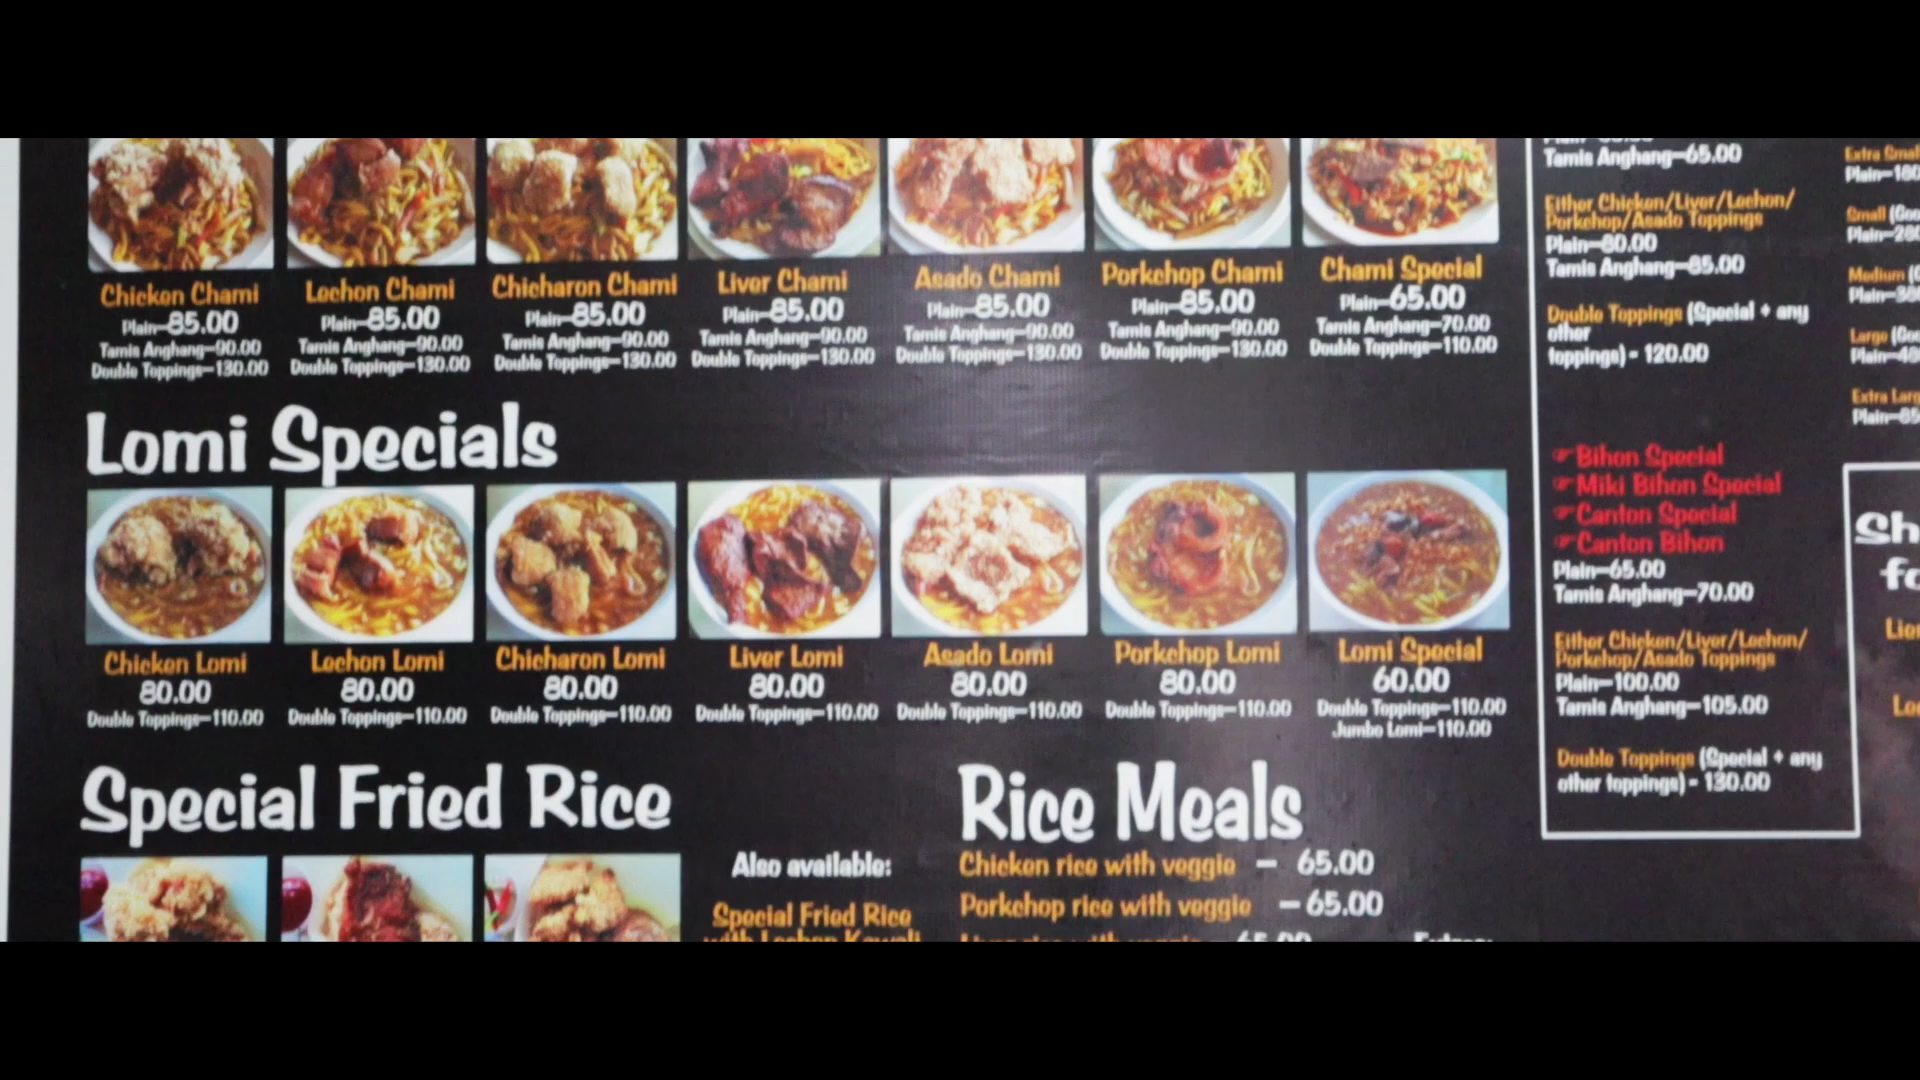 Chicken Chami
Plain-85.00
Tamis Anghang-90.00
Double Toppings-130.00
Lechon Chami
Plain-85.00
Tamis Anghang-90.00
Double Toppings-130.00
Chicharon Chami
Plain-85.00
Tamis Anghang-90.00
Double Toppings-130.00
Liver Chami
Plain-85.00
Tamis Anghang-90.00
Double Toppings-130.00
Asado Chami
Plain-85.00
Tamis Anghang-90.00
Double Toppings-130.00
Porkchop Chami
Plain-85.00
Tamis Anghang-90.00
Double Toppings-130.00
Chami Special
Plain-65.00
Tamis Anghang-70.00
Double Toppings-110.00
Lomi Specials
Chicken Lomi
80.00
Double Toppings-110.00
Lechon Lomi
80.00
Double Toppings-110.00
Chicharon Lomi
80.00
Double Toppings-110.00
Liver Lomi
80.00
Double Toppings-110.00
Asado Lomi
80.00
Double Toppings-110.00
Porkchop Lomi
80.00
Double Toppings-110.00
Lomi Special
60.00
Double Toppings-110.00
Jumbo Lomi-110.00
Special Fried Rice
Also available:
Special Fried Rice
with Lechon Kawali
Rice Meals
Chicken rice with veggie - 65.00
Porkchop rice with veggie - 65.00
Tamis Anghang-65.00
Either Chicken/Liver/Lechon/
Porkchop/Asado Toppings
Plain-80.00
Tamis Anghang-85.00
Double Toppings (Special + any
other
toppings) - 120.00
☞Bihon Special
☞Miki Bihon Special
☞Canton Special
☞Canton Bihon
Plain-65.00
Tamis Anghang-70.00
Either Chicken/Liver/Lechon/
Porkchop/Asado Toppings
Plain-100.00
Tamis Anghang-105.00
Double Toppings (Special + any
other toppings) - 130.00
Extra Small
Small
Medium
Large
Extra